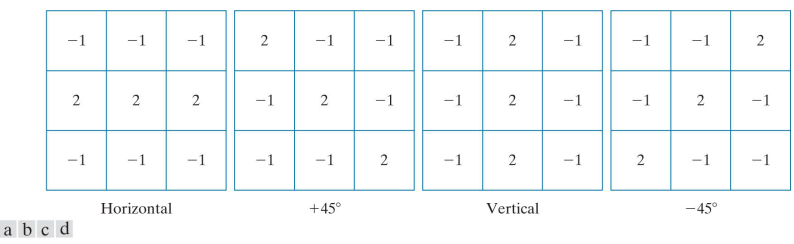 −1 −1 −1 2 −1 −1 −1 2 −1 −1 −1 2
2 2 2 −1 2 −1 −1 2 −1 −1 2 −1
−1 −1 −1 −1 −1 2 −1 2 −1 2 −1 −1
Horizontal +45° Vertical −45°
a b c d